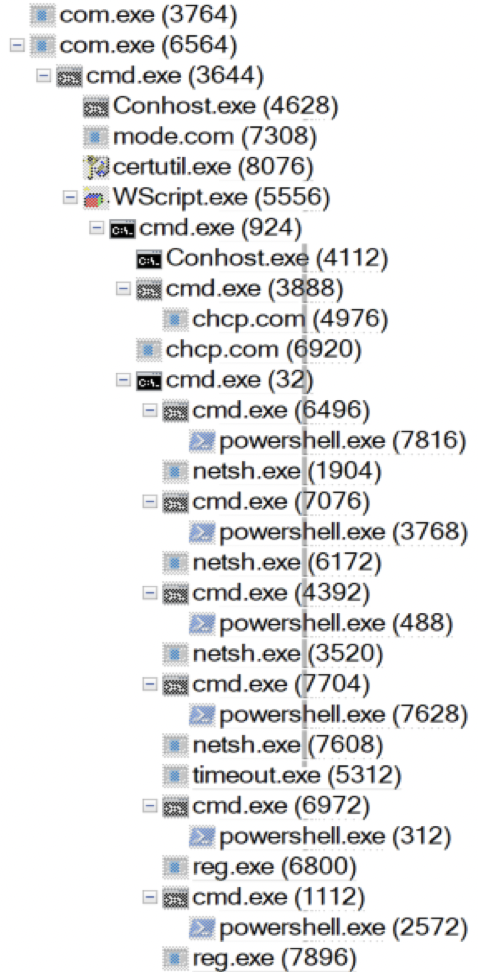 com.exe (3764)
com.exe (6564)
cmd.exe (3644)
Conhost.exe (4628)
mode.com (7308)
certutil.exe (8076)
WScript.exe (5556)
cmd.exe (924)
Conhost.exe (4112)
cmd.exe (3888)
chcp.com (4976)
chcp.com (6920)
cmd.exe (32)
cmd.exe (6496)
powershell.exe (7816)
netsh.exe (1904)
cmd.exe (7076)
powershell.exe (3768)
netsh.exe (6172)
cmd.exe (4392)
powershell.exe (488)
netsh.exe (3520)
cmd.exe (7704)
powershell.exe (7628)
netsh.exe (7608)
timeout.exe (5312)
cmd.exe (6972)
powershell.exe (312)
reg.exe (6800)
cmd.exe (1112)
powershell.exe (2572)
reg.exe (7896)